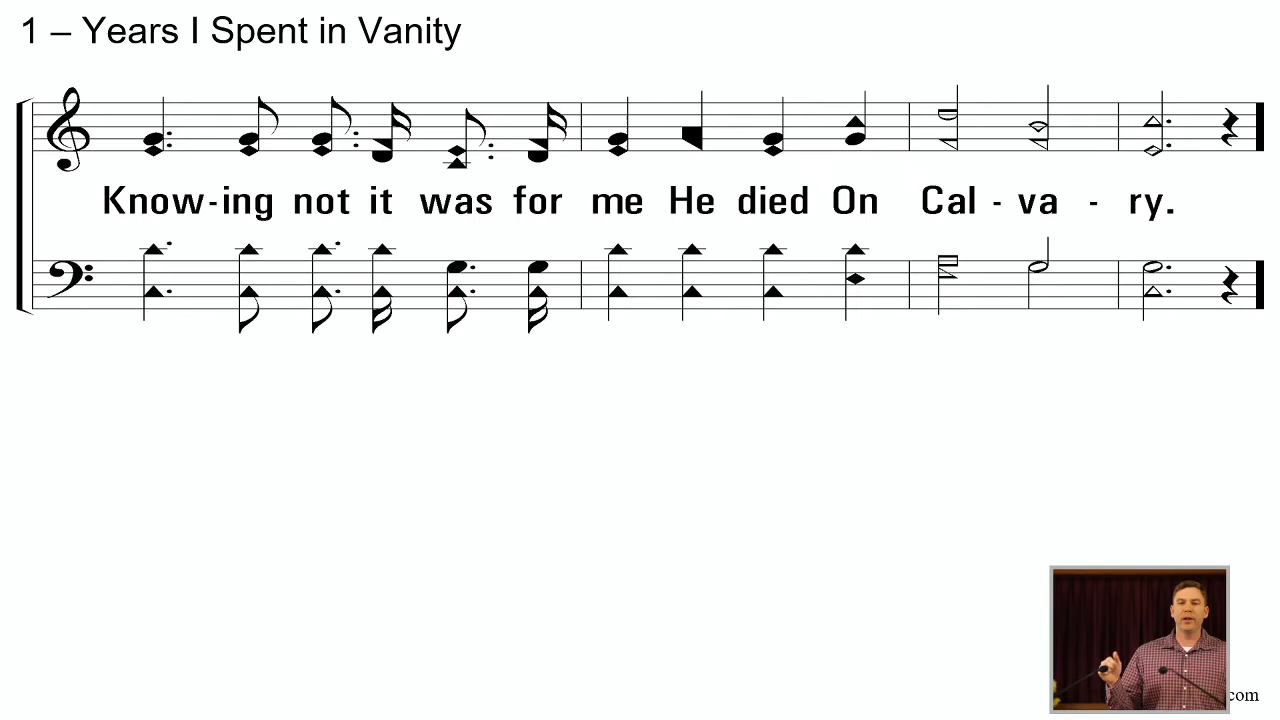 1 – Years I Spent in Vanity
Know-ing not it was for me He died On Cal - va - ry.
com